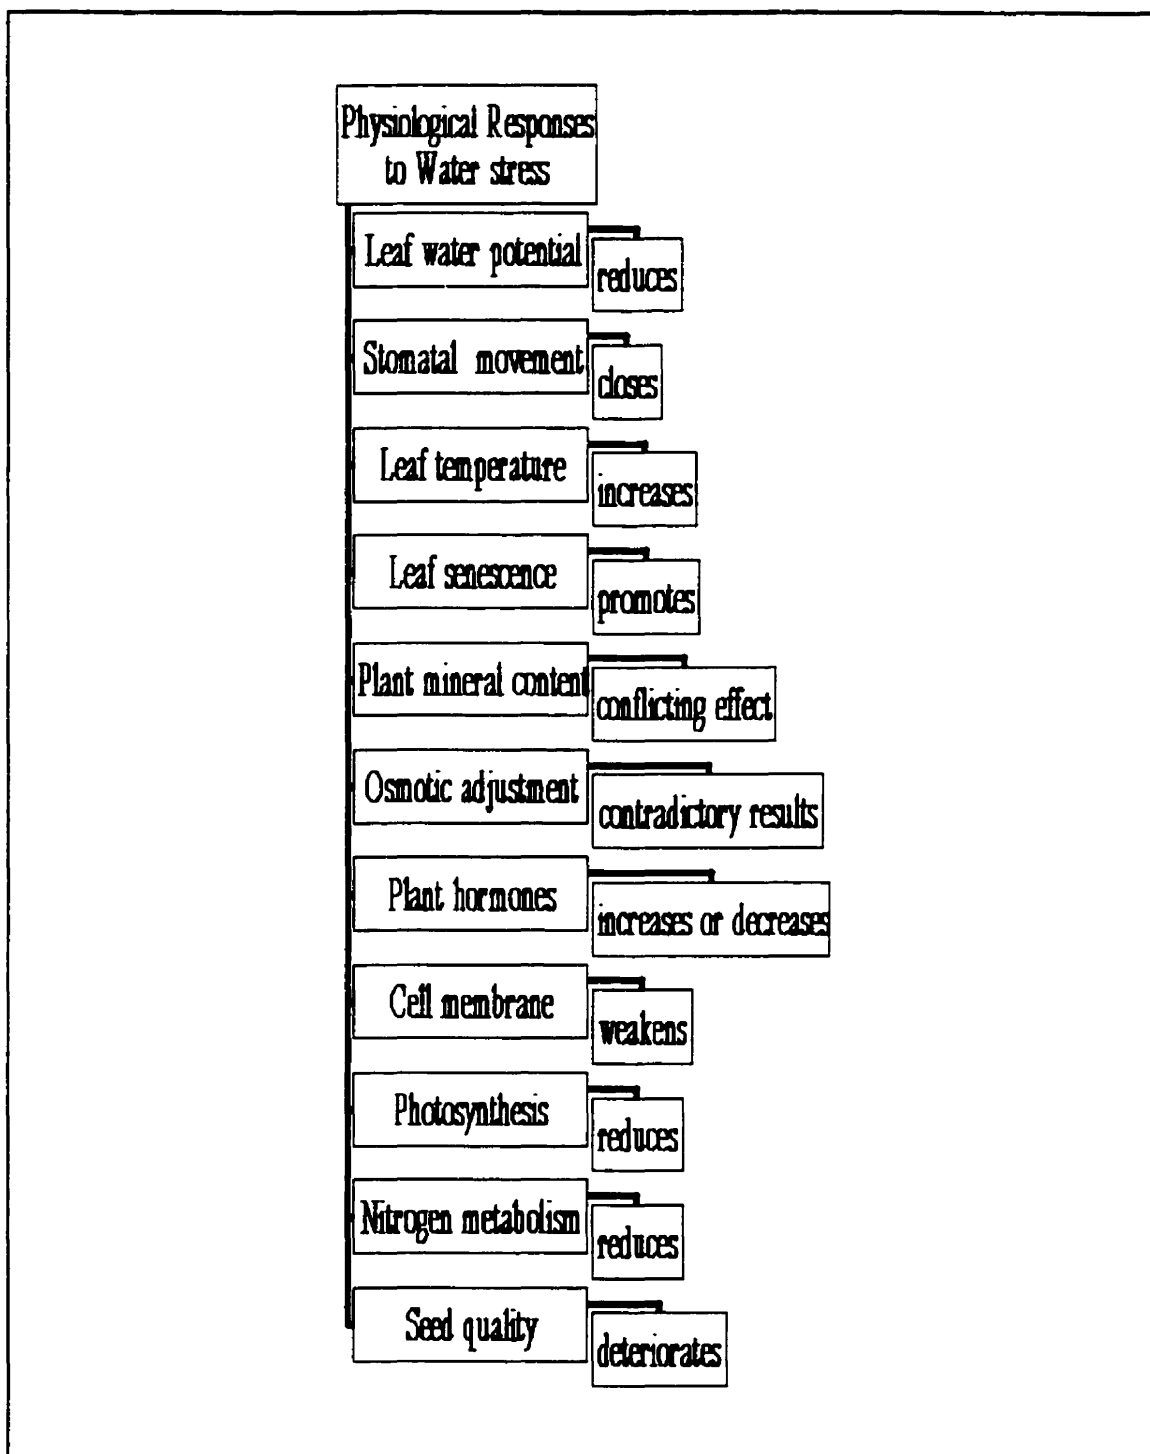 Physiological Responses
to Water stress
Leaf water potential
reduces
Stomatal movement
closes
Leaf temperature
increases
Leaf senescence
promotes
Plant mineral content
conflicting effect
Osmotic adjustment
contradictory results
Plant hormones
increases or decreases
Cell membrane
weakens
Photosynthesis
reduces
Nitrogen metabolism
reduces
Seed quality
deteriorates